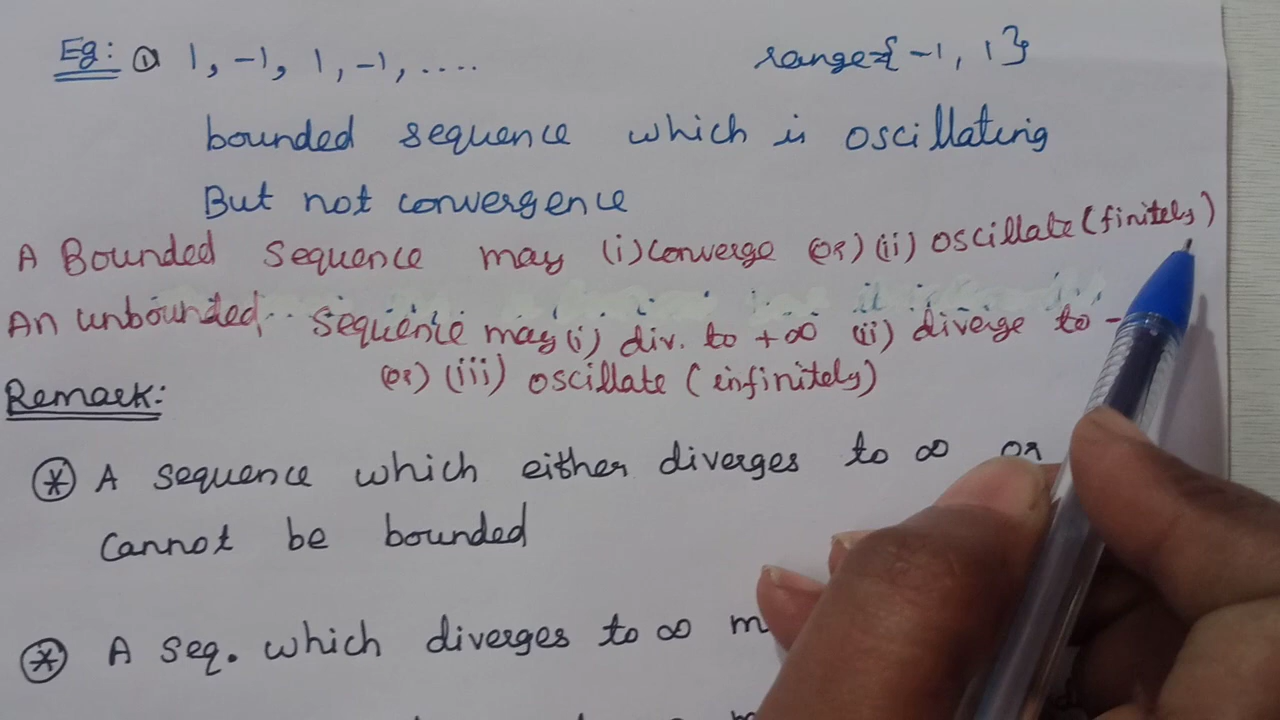 Eg: ① 1, -1, 1, -1, .... range={-1, 1}
bounded sequence which is oscillating
But not convergence
A Bounded sequence may (i) converge (or) (ii) oscillate (finitely)
An unbounded sequence may (i) div. to +∞ (ii) diverge to -
(or) (iii) oscillate (infinitely)
Remark:
* A sequence which either diverges to ∞ or
cannot be bounded
* A seq. which diverges to ∞ m